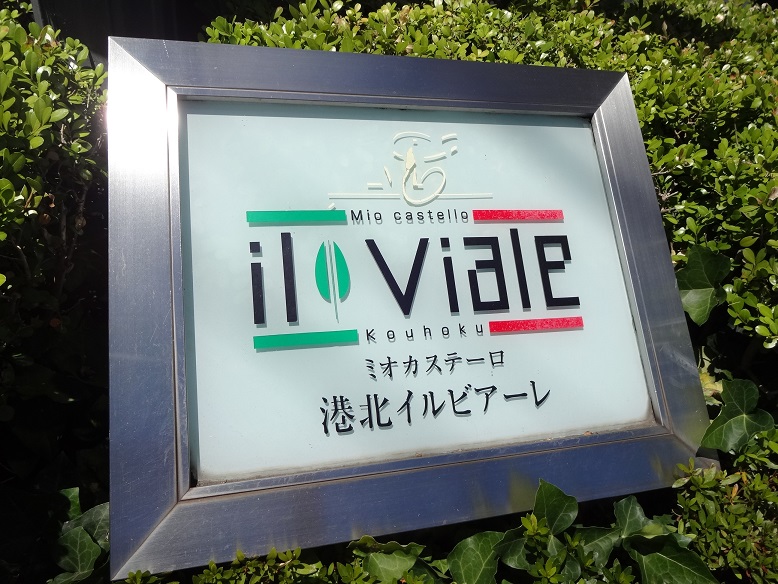 Mio castello
il viale
Kouhoku
ミオカステーロ
港北イルビアーレ